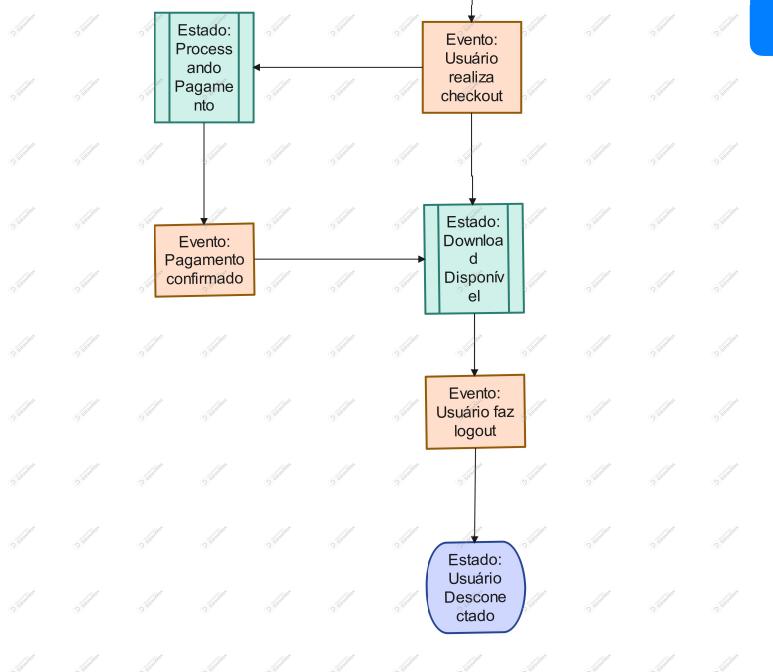 Estado:
Process
ando
Pagame
nto
Evento:
Usuário
realiza
checkout
Evento:
Pagamento
confirmado
Estado:
Downloa
d
Disponív
el
Evento:
Usuário faz
logout
Estado:
Usuário
Descone
ctado